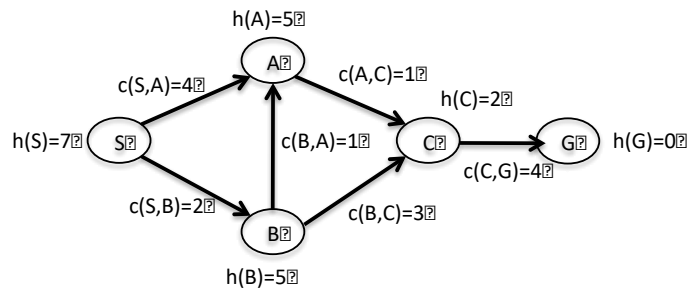 h(A)=5
A
c(S,A)=4
c(A,C)=1
h(C)=2
h(S)=7
S
c(B,A)=1
C
G
h(G)=0
c(C,G)=4
c(S,B)=2
c(B,C)=3
B
h(B)=5